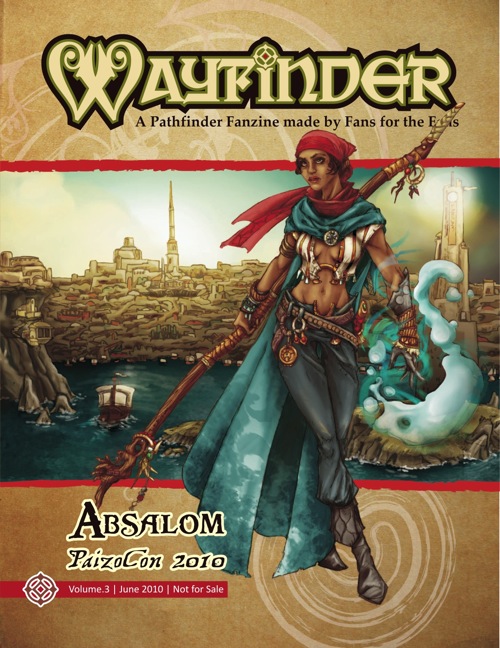 WAYFINDER
A Pathfinder Fanzine made by Fans for the Fans
ABSALOM
PaizoCon 2010
Volume.3 | June 2010 | Not for Sale